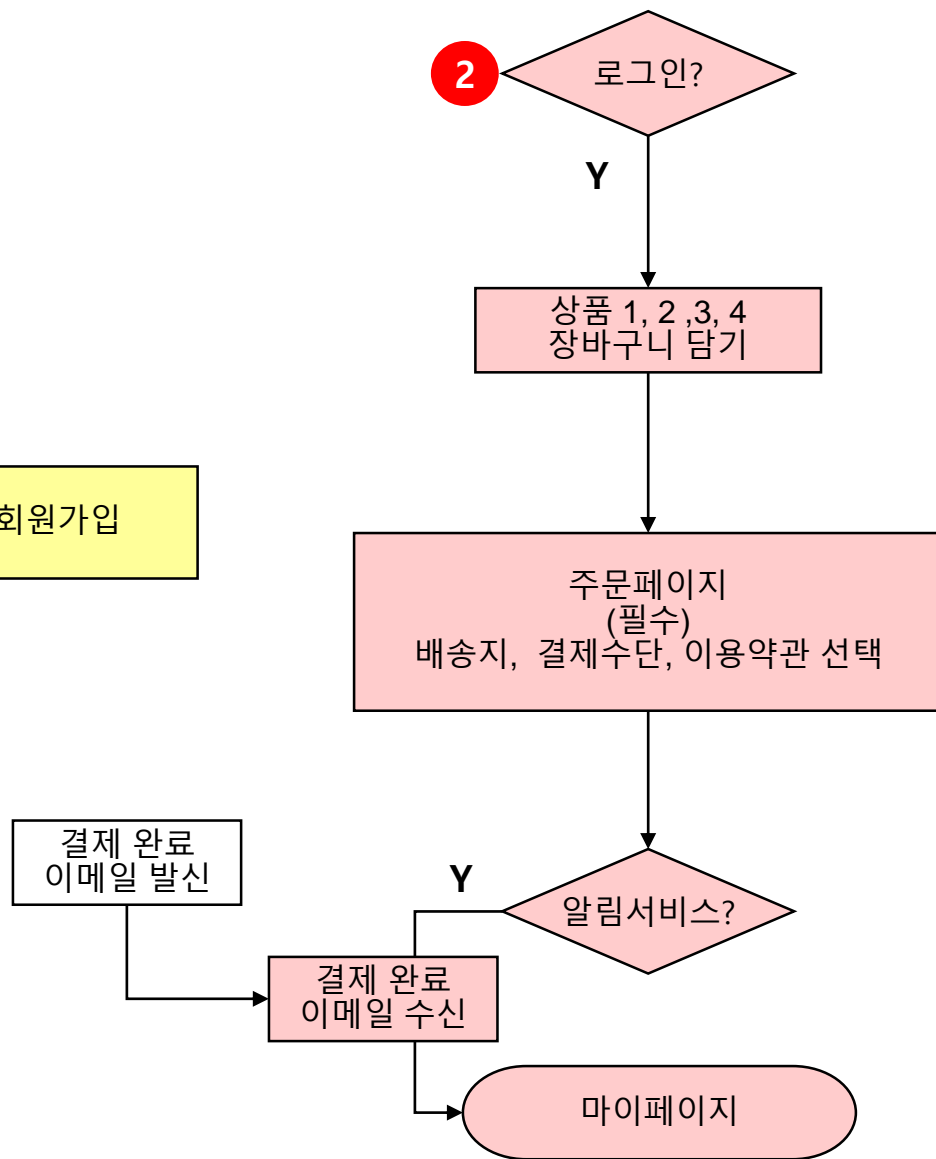 2
로그인?
Y
상품 1, 2 ,3, 4
장바구니 담기
회원가입
주문페이지
(필수)
배송지,  결제수단, 이용약관 선택
결제 완료
이메일 발신
Y
알림서비스?
결제 완료
이메일 수신
마이페이지